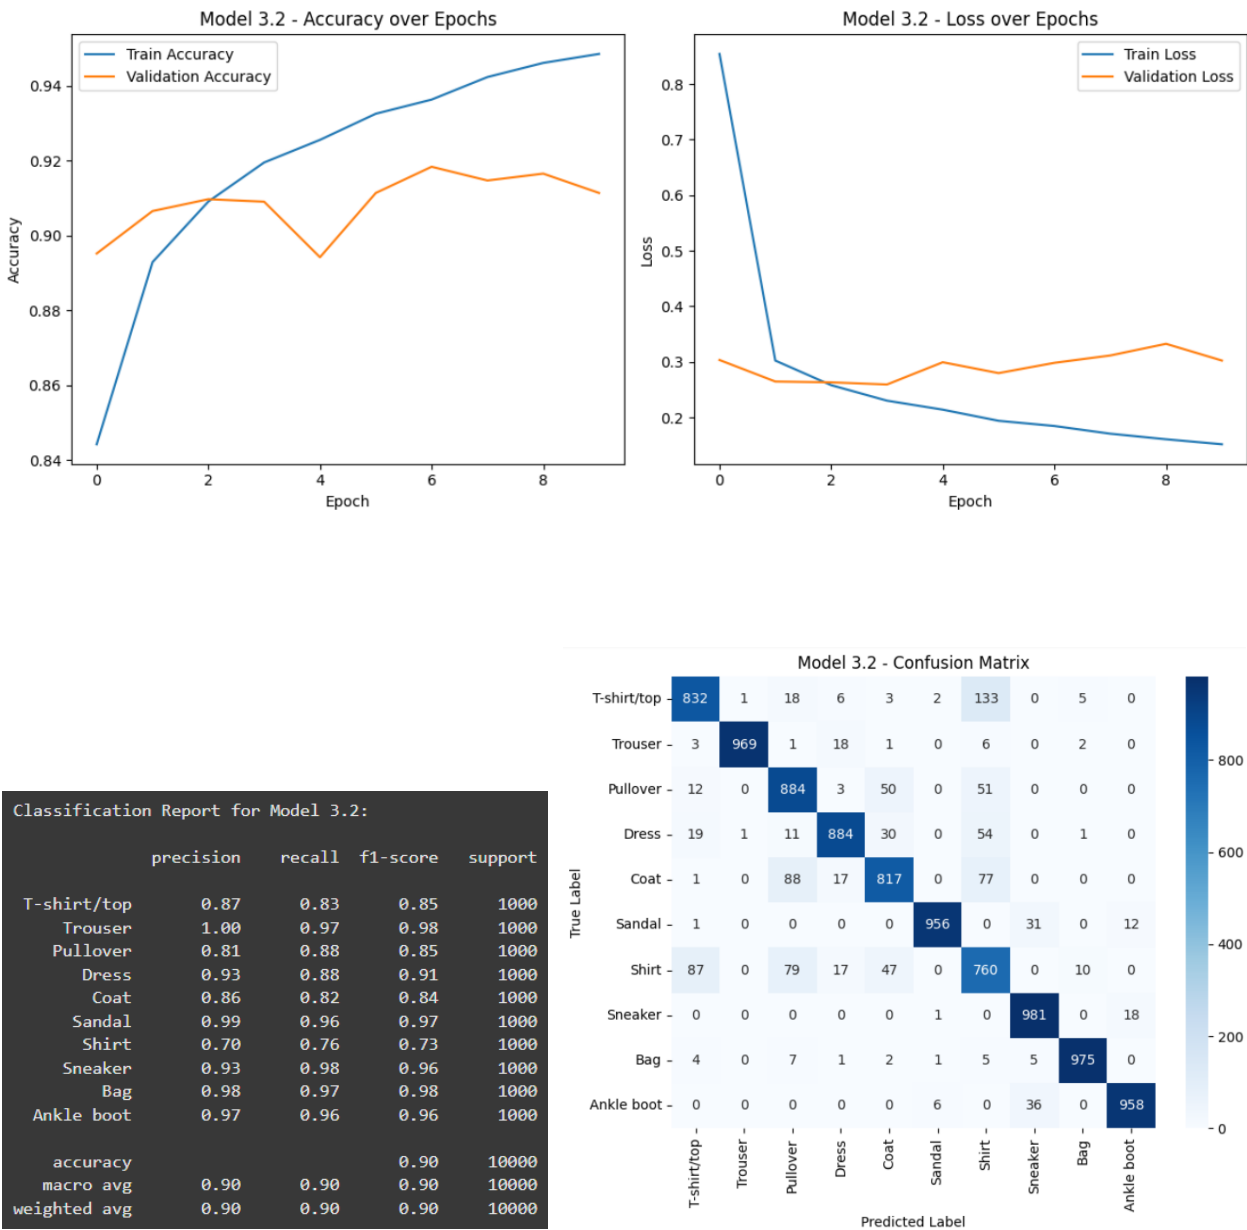 Model 3.2 - Accuracy over Epochs
Train Accuracy
Validation Accuracy
0.94
0.92
0.90
0.88
0.86
0.84
Accuracy
0 2 4 6 8
Epoch
Model 3.2 - Loss over Epochs
Train Loss
Validation Loss
0.8
0.7
0.6
0.5
0.4
0.3
0.2
Loss
0 2 4 6 8
Epoch
Classification Report for Model 3.2:
precision recall f1-score support
T-shirt/top 0.87 0.83 0.85 1000
Trouser 1.00 0.97 0.98 1000
Pullover 0.81 0.88 0.85 1000
Dress 0.93 0.88 0.91 1000
Coat 0.86 0.82 0.84 1000
Sandal 0.99 0.96 0.97 1000
Shirt 0.70 0.76 0.73 1000
Sneaker 0.93 0.98 0.96 1000
Bag 0.98 0.97 0.98 1000
Ankle boot 0.97 0.96 0.96 1000
accuracy 0.90 10000
macro avg 0.90 0.90 0.90 10000
weighted avg 0.90 0.90 0.90 10000
Model 3.2 - Confusion Matrix
True Label
T-shirt/top 832 1 18 6 3 2 133 0 5 0
Trouser 3 969 1 18 1 0 6 0 2 0
Pullover 12 0 884 3 50 0 51 0 0 0
Dress 19 1 11 884 30 0 54 0 1 0
Coat 1 0 88 17 817 0 77 0 0 0
Sandal 1 0 0 0 0 956 0 31 0 12
Shirt 87 0 79 17 47 0 760 0 10 0
Sneaker 0 0 0 0 0 1 0 981 0 18
Bag 4 0 7 1 2 1 5 5 975 0
Ankle boot 0 0 0 0 0 6 0 36 0 958
T-shirt/top Trouser Pullover Dress Coat Sandal Shirt Sneaker Bag Ankle boot
Predicted Label
800
600
400
200
0